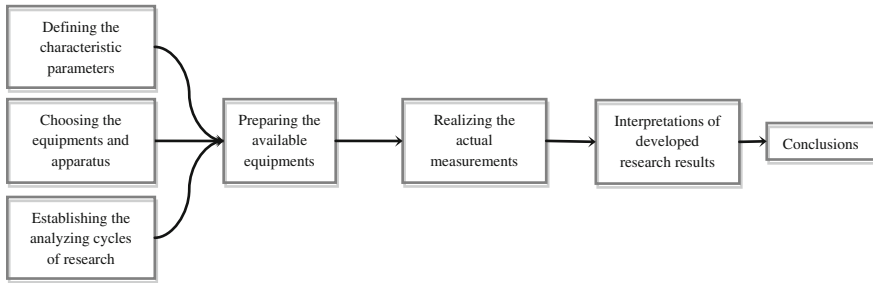 Defining the
characteristic
parameters
Choosing the
equipments and
apparatus
Establishing the
analyzing cycles
of research
Preparing the
available
equipments
Realizing the
actual
measurements
Interpretations of
developed
research results
Conclusions